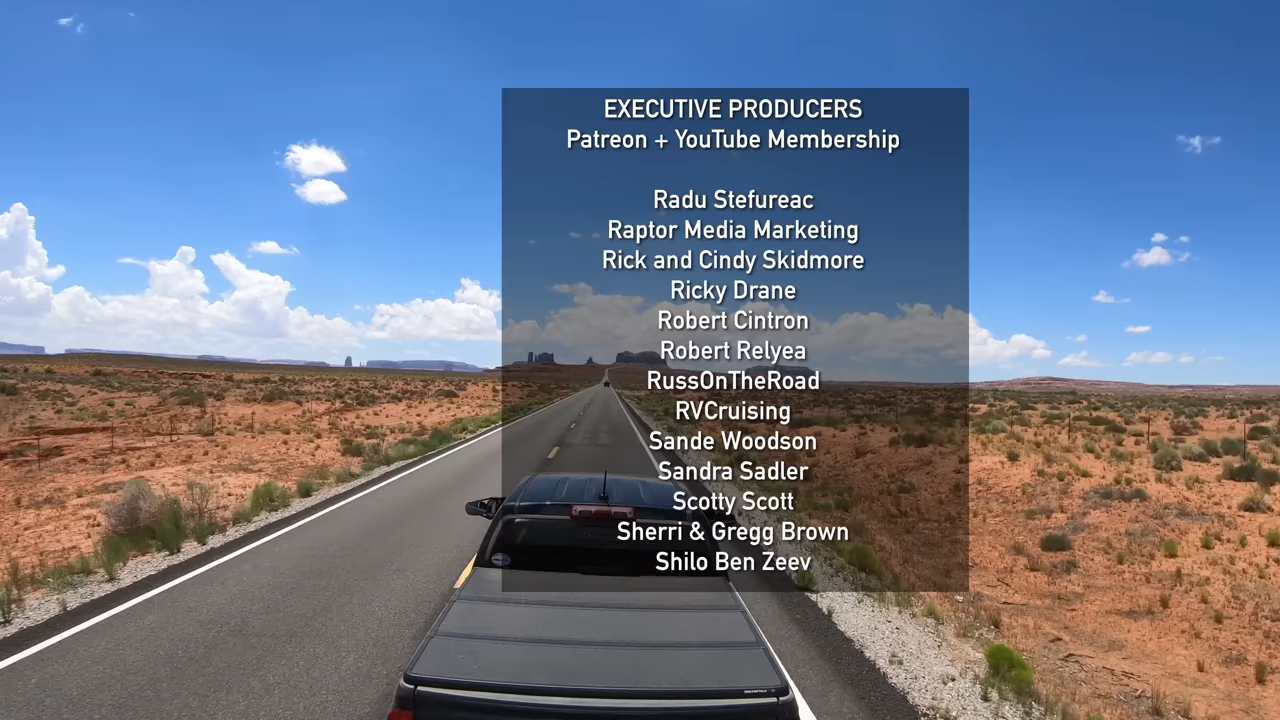 EXECUTIVE PRODUCERS
Patreon + YouTube Membership
Radu Stefureac
Raptor Media Marketing
Rick and Cindy Skidmore
Ricky Drane
Robert Cintron
Robert Relyea
RussOnTheRoad
RVCruising
Sande Woodson
Sandra Sadler
Scotty Scott
Sherri & Gregg Brown
Shilo Ben Zeev